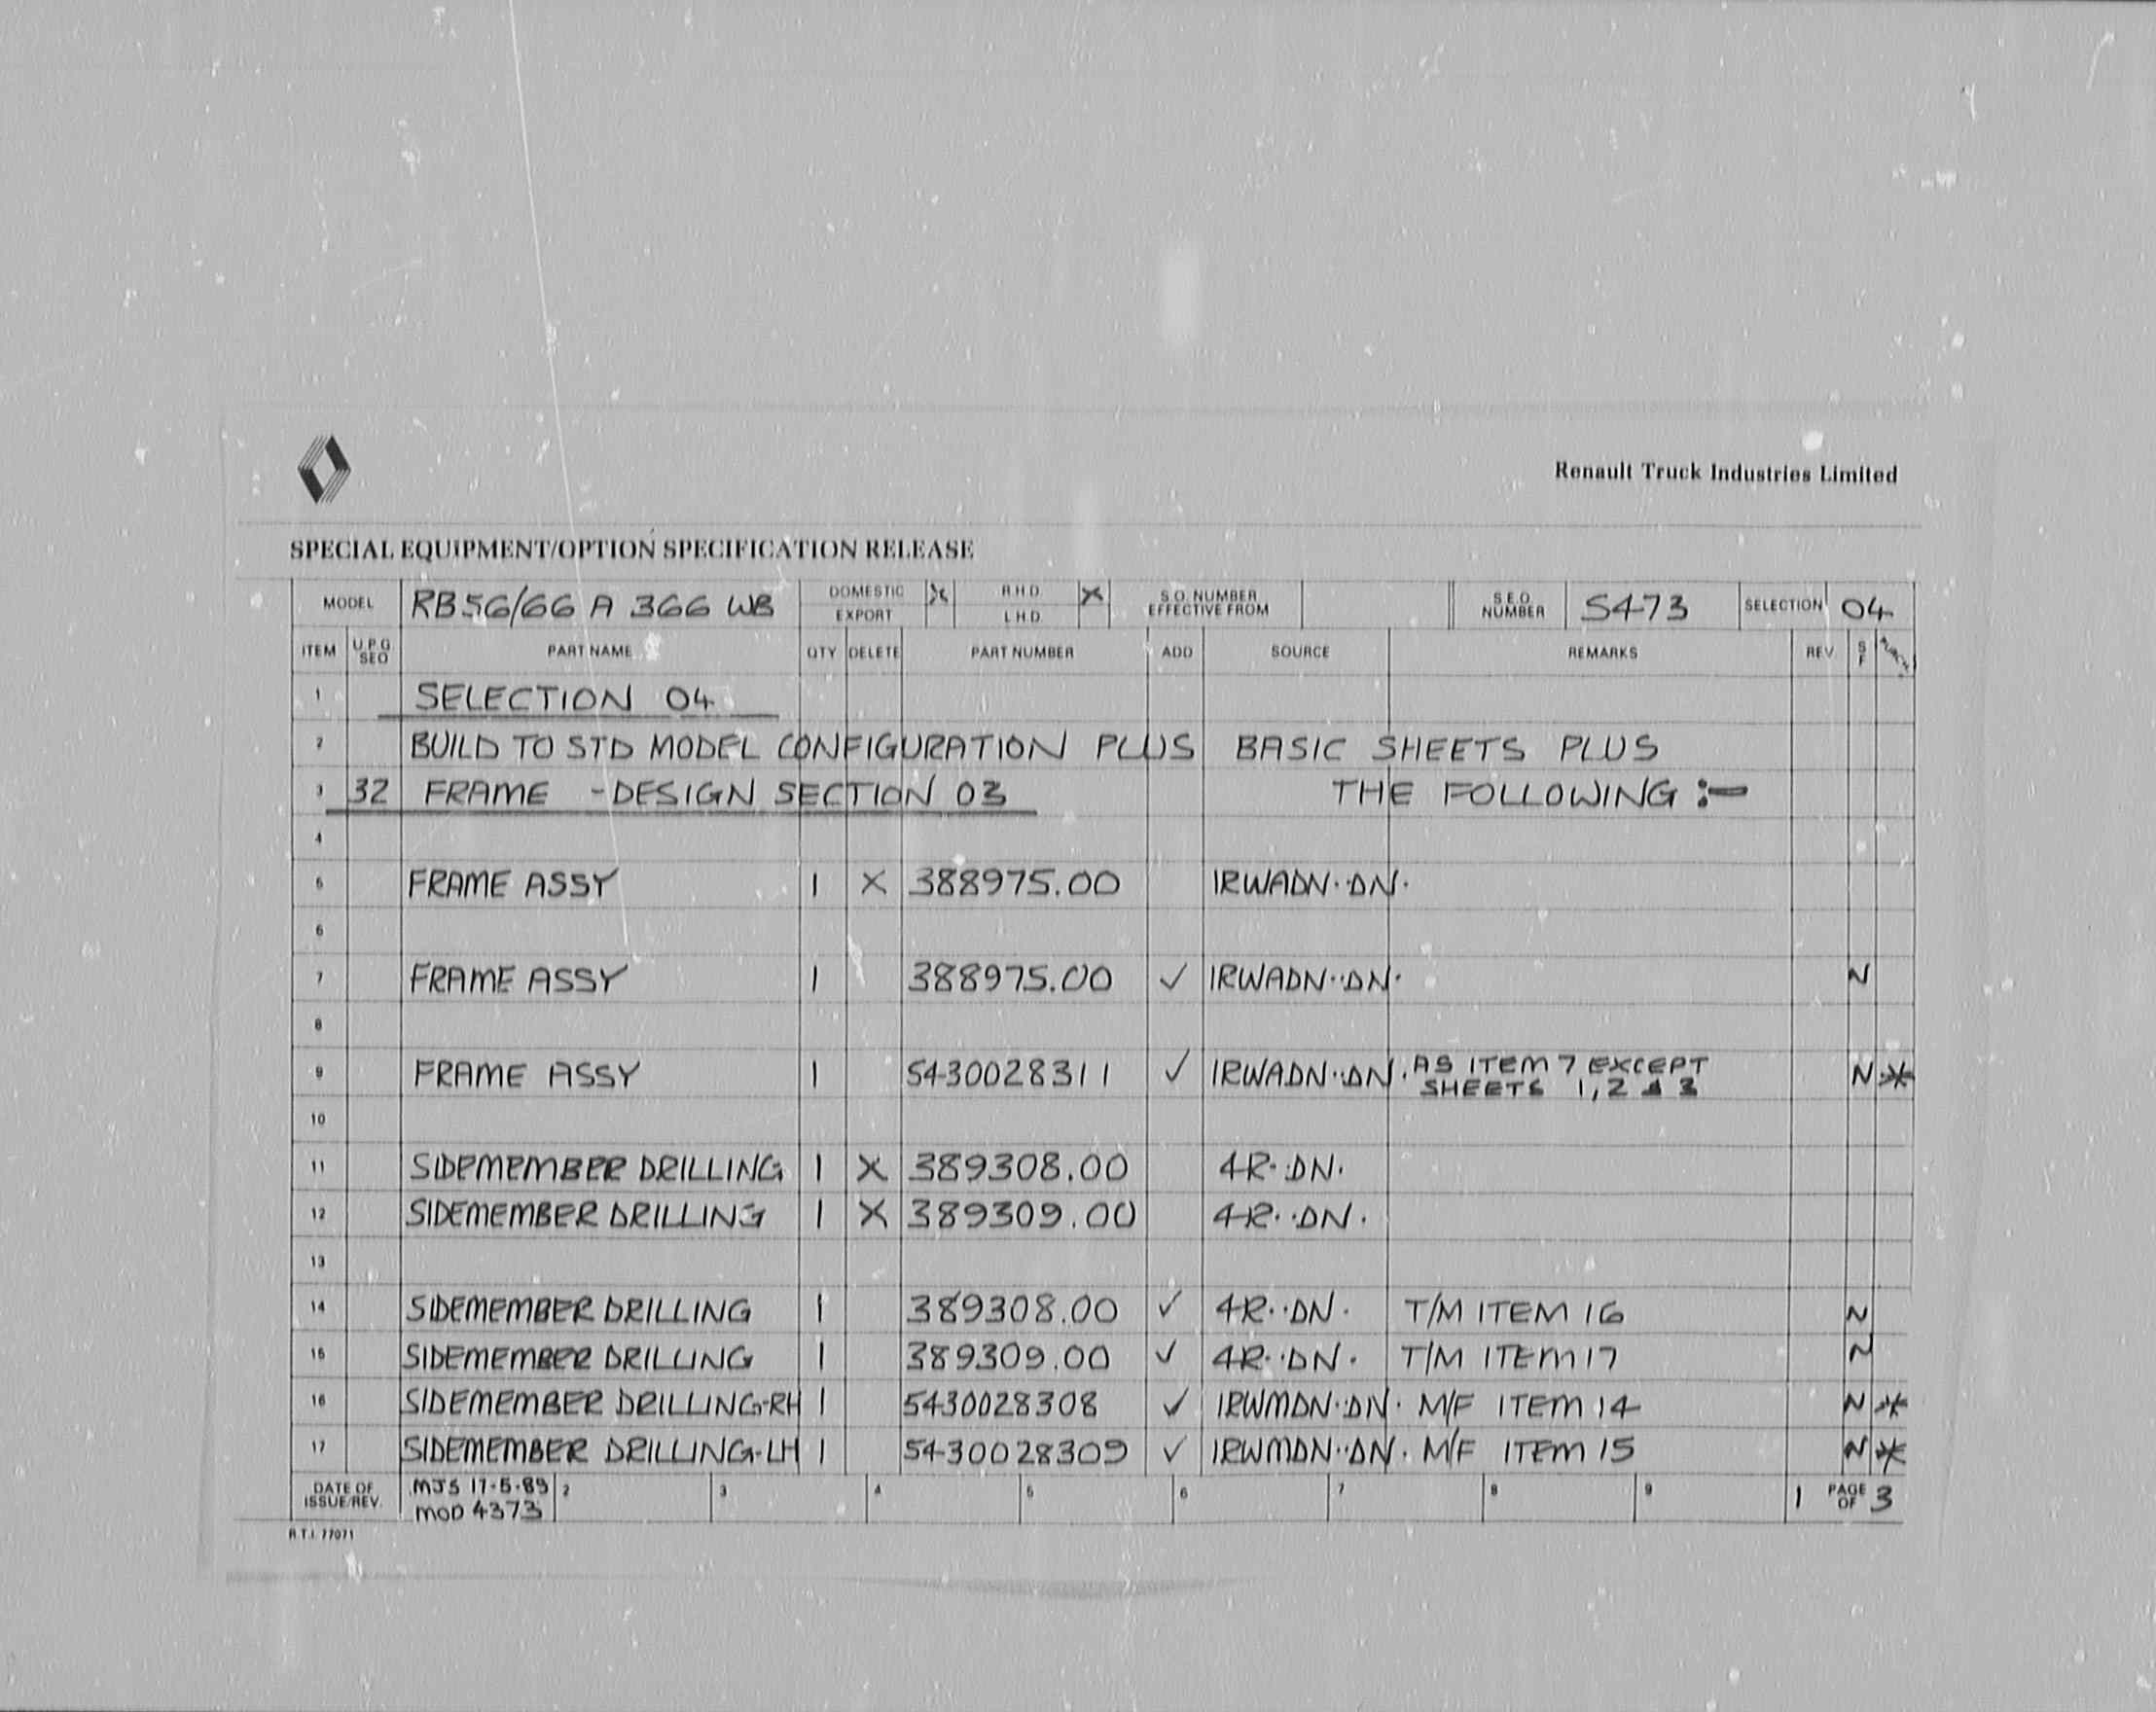 Renault Truck Industries Limited
SPECIAL EQUIPMENT/OPTION SPECIFICATION RELEASE
MODEL RB56/66 A 366 WB DOMESTIC X R.H.D. X S.O. NUMBER EFFECTIVE FROM S.E.O. NUMBER S473 SELECTION 04
EXPORT L.H.D.
ITEM U.P.G SEQ PART NAME QTY DELETE PART NUMBER ADD SOURCE REMARKS REV. S F
1 SELECTION 04
2 BUILD TO STD MODEL CONFIGURATION PLUS BASIC SHEETS PLUS
3 32 FRAME - DESIGN SECTION 03 THE FOLLOWING :-
4
5 FRAME ASSY 1 X 388975.00 IRWADN··DN·
6
7 FRAME ASSY 1 388975.00 ✓ IRWADN··DN· N
8
9 FRAME ASSY 1 5430028311 ✓ IRWADN··DN· AS ITEM 7 EXCEPT N *
SHEETS 1,2 & 3
10
11 SIDEMEMBER DRILLING 1 X 389308.00 4R··DN·
12 SIDEMEMBER DRILLING 1 X 389309.00 4R··DN·
13
14 SIDEMEMBER DRILLING 1 389308.00 ✓ 4R··DN· T/M ITEM 16 N
15 SIDEMEMBER DRILLING 1 389309.00 ✓ 4R··DN· T/M ITEM 17 N
16 SIDEMEMBER DRILLING-RH 1 5430028308 ✓ IRWMDN··DN· M/F ITEM 14 N *
17 SIDEMEMBER DRILLING-LH 1 5430028309 ✓ IRWMDN··DN· M/F ITEM 15 N *
DATE OF ISSUE/REV. MJS 17·5·89 2 3 4 5 6 7 8 9 1 PAGE OF 3
MOD 4373
R.T.I. 77071